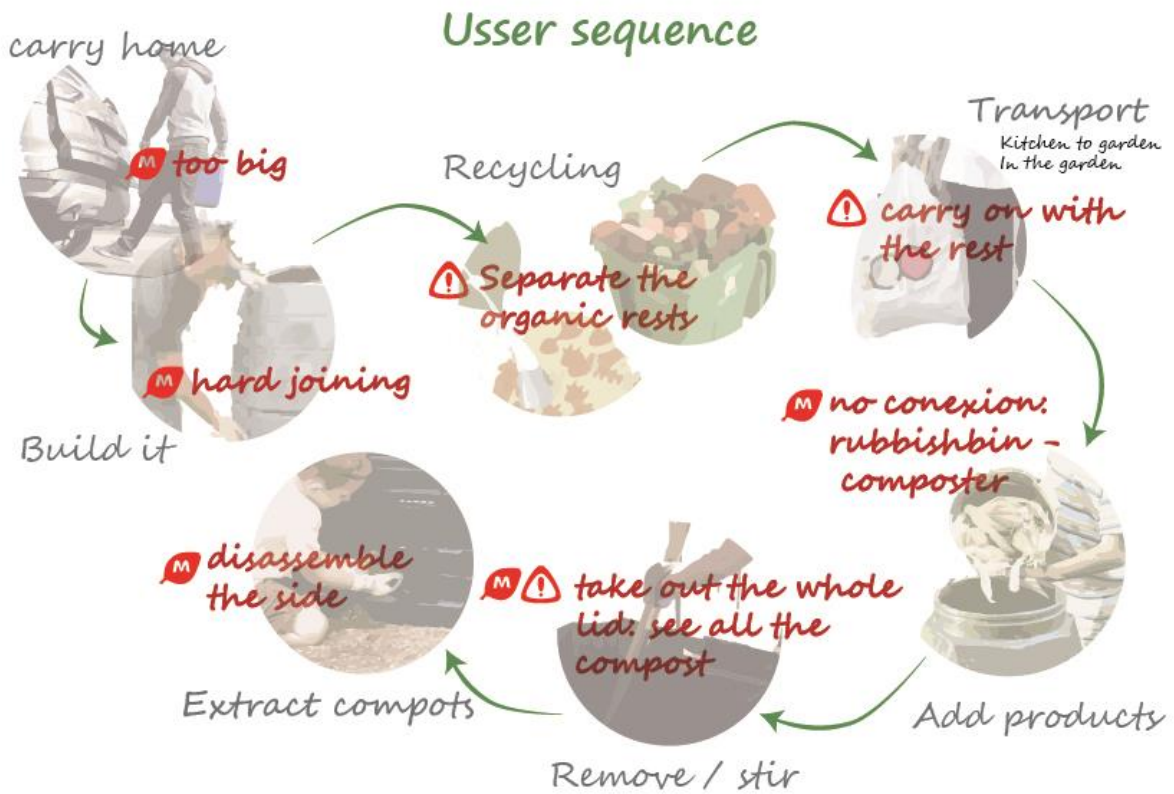 Usser sequence
carry home
M too big
M hard joining
Build it
Recycling
! Separate the
organic rests
Transport
Kitchen to garden
In the garden
! carry on with
the rest
M no conexion:
rubbishbin -
composter
Add products
M ! take out the whole
lid: see all the
compost
Remove / stir
M disassemble
the side
Extract compots